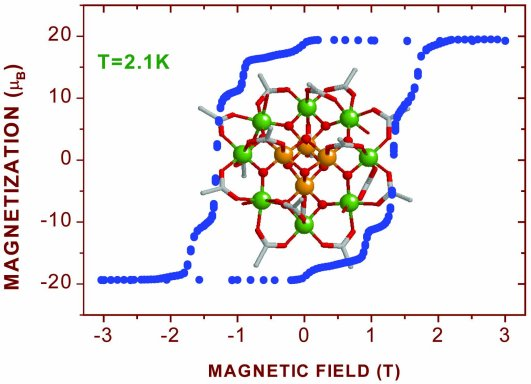 20
T=2.1K
10
0
-10
-20
MAGNETIZATION (μB)
-3 -2 -1 0 1 2 3
MAGNETIC FIELD (T)